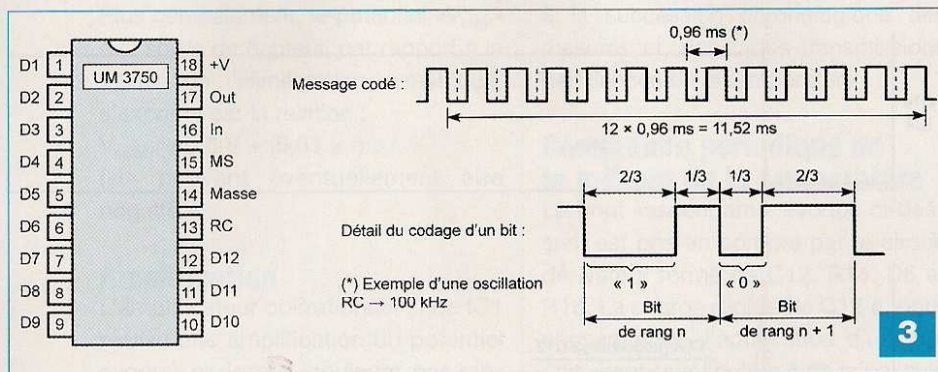 UM 3750
D1 1
D2 2
D3 3
D4 4
D5 5
D6 6
D7 7
D8 8
D9 9
18 +V
17 Out
16 In
15 MS
14 Masse
13 RC
12 D12
11 D11
10 D10
0,96 ms (*)
Message codé :
12 × 0,96 ms = 11,52 ms
2/3 1/3 1/3 2/3
Détail du codage d'un bit :
« 1 » « 0 »
Bit Bit
de rang n de rang n + 1
(*) Exemple d'une oscillation
RC → 100 kHz
3